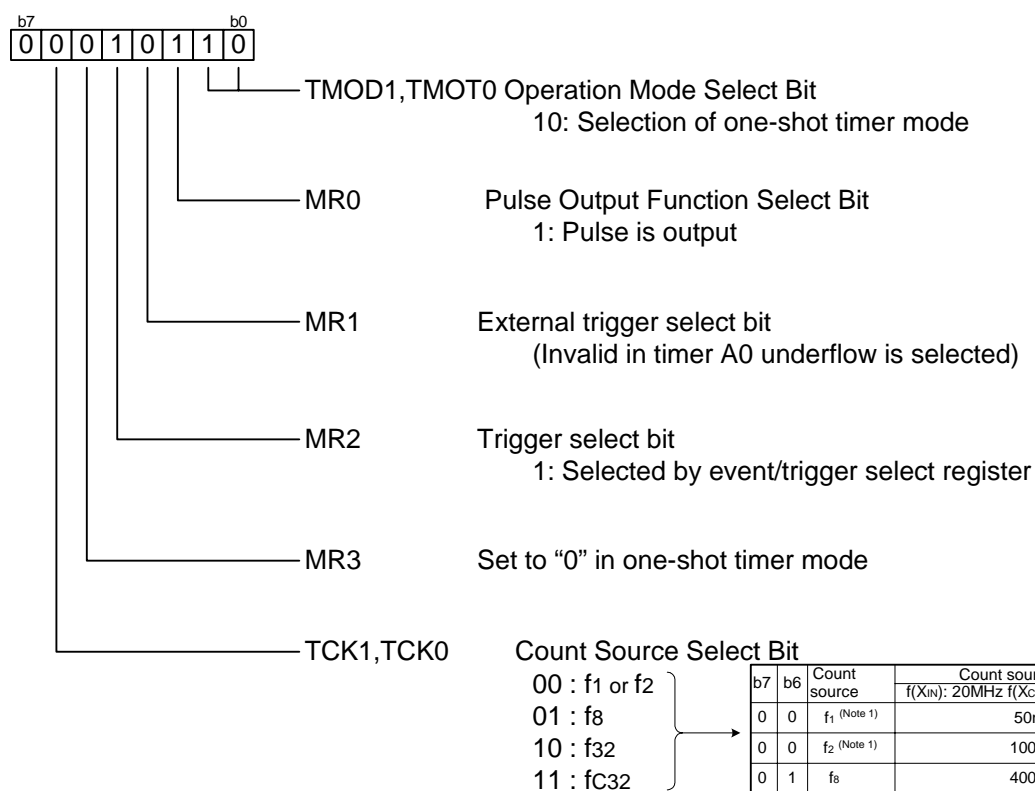 b7 b0
0 0 0 1 0 1 1 0
TMOD1,TMOT0 Operation Mode Select Bit
10: Selection of one-shot timer mode
MR0 Pulse Output Function Select Bit
1: Pulse is output
MR1 External trigger select bit
(Invalid in timer A0 underflow is selected)
MR2 Trigger select bit
1: Selected by event/trigger select register
MR3 Set to “0” in one-shot timer mode
TCK1,TCK0 Count Source Select Bit
00 : f1 or f2
01 : f8
10 : f32
11 : fC32
b7 b6 Count source Count
f(XIN): 20MHz
0 0 f1 (Note 1)
0 0 f2 (Note 1) 100
0 1 f8 400